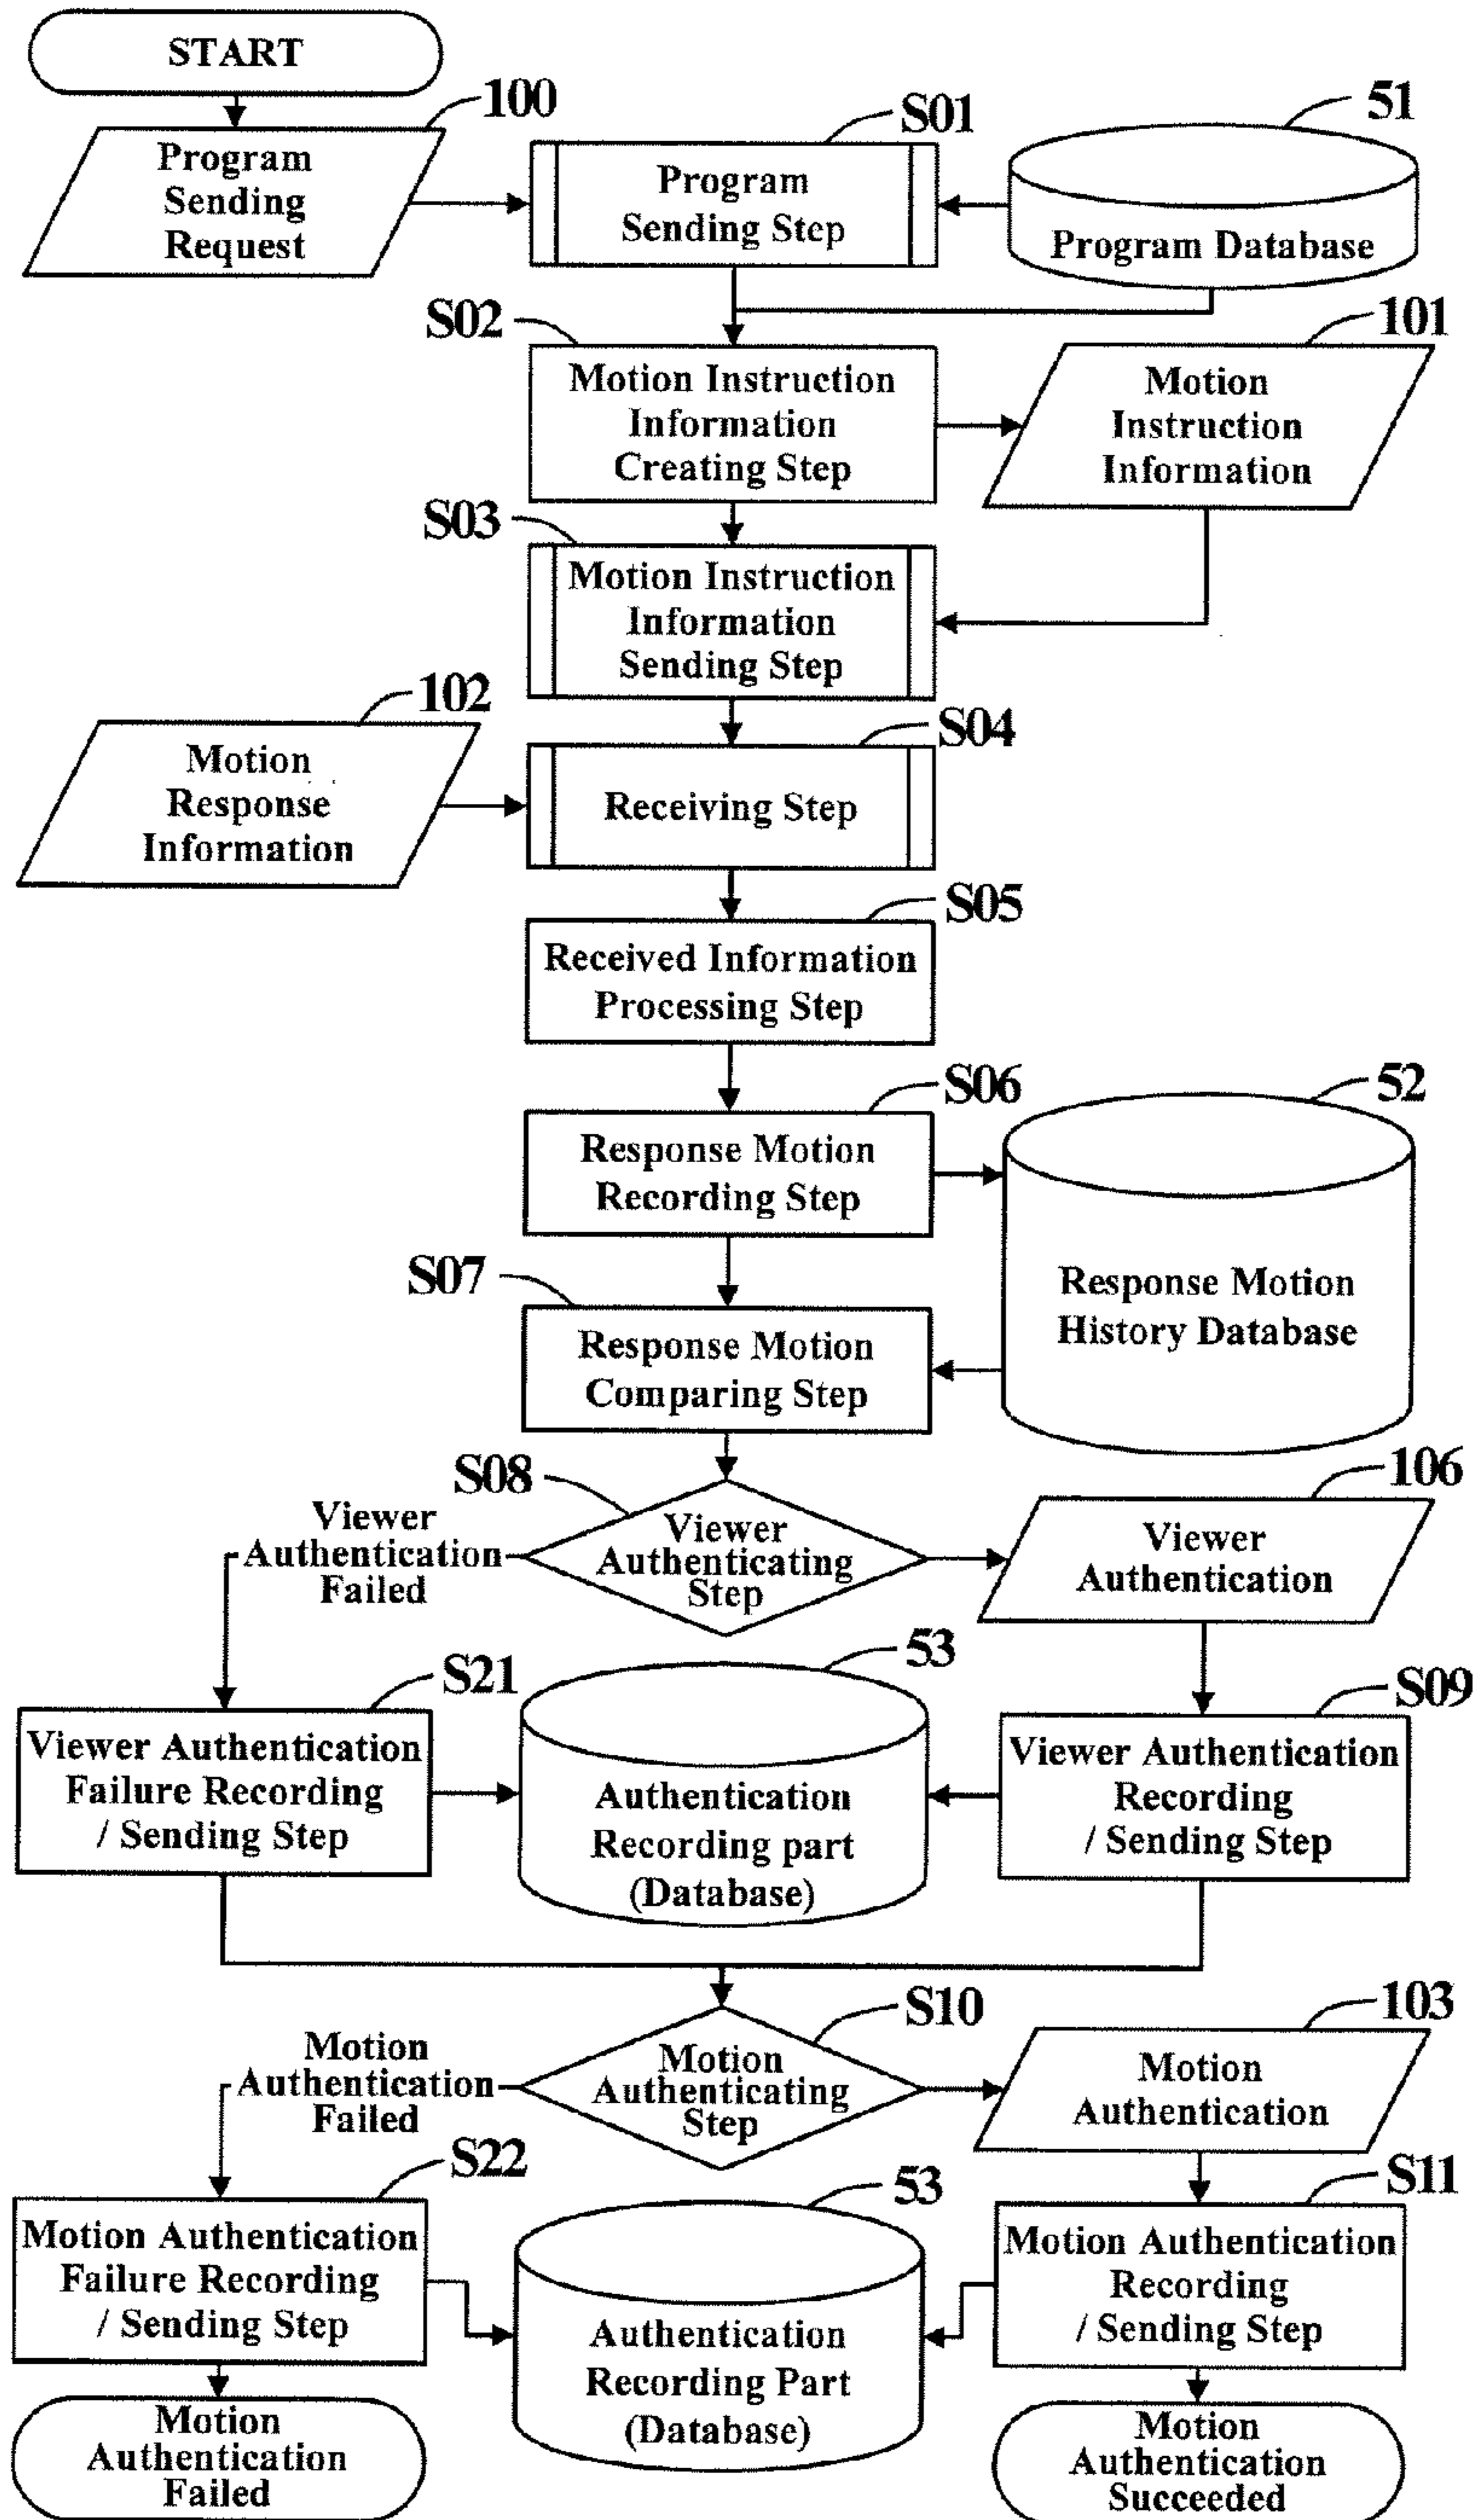 START
100
Program
Sending
Request
S01
Program
Sending Step
51
Program Database
S02
Motion Instruction
Information
Creating Step
101
Motion
Instruction
Information
S03
Motion Instruction
Information
Sending Step
102
Motion
Response
Information
S04
Receiving Step
S05
Received Information
Processing Step
S06
Response Motion
Recording Step
52
Response Motion
History Database
S07
Response Motion
Comparing Step
S08
Viewer
Authenticating
Step
Viewer
Authentication
Failed
106
Viewer
Authentication
S21
Viewer Authentication
Failure Recording
/ Sending Step
53
Authentication
Recording part
(Database)
S09
Viewer Authentication
Recording
/ Sending Step
S10
Motion
Authenticating
Step
Motion
Authentication
Failed
103
Motion
Authentication
S22
Motion Authentication
Failure Recording
/ Sending Step
53
Authentication
Recording Part
(Database)
S11
Motion Authentication
Recording
/ Sending Step
Motion
Authentication
Failed
Motion
Authentication
Succeeded